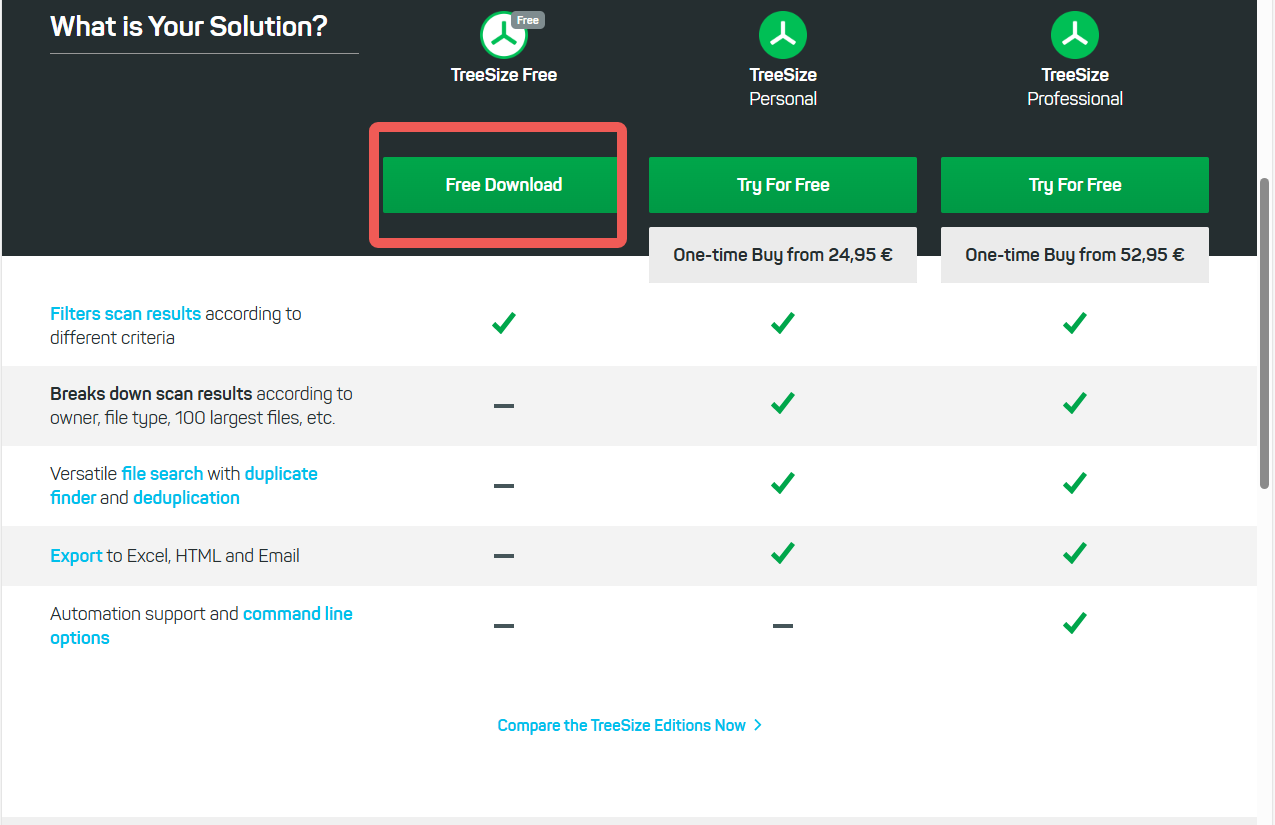 What is Your Solution?
Free
TreeSize Free
TreeSize
Personal
TreeSize
Professional
Free Download
Try For Free
Try For Free
One-time Buy from 24,95 €
One-time Buy from 52,95 €
Filters scan results according to
different criteria
Breaks down scan results according to
owner, file type, 100 largest files, etc.
Versatile file search with duplicate
finder and deduplication
Export to Excel, HTML and Email
Automation support and command line
options
Compare the TreeSize Editions Now